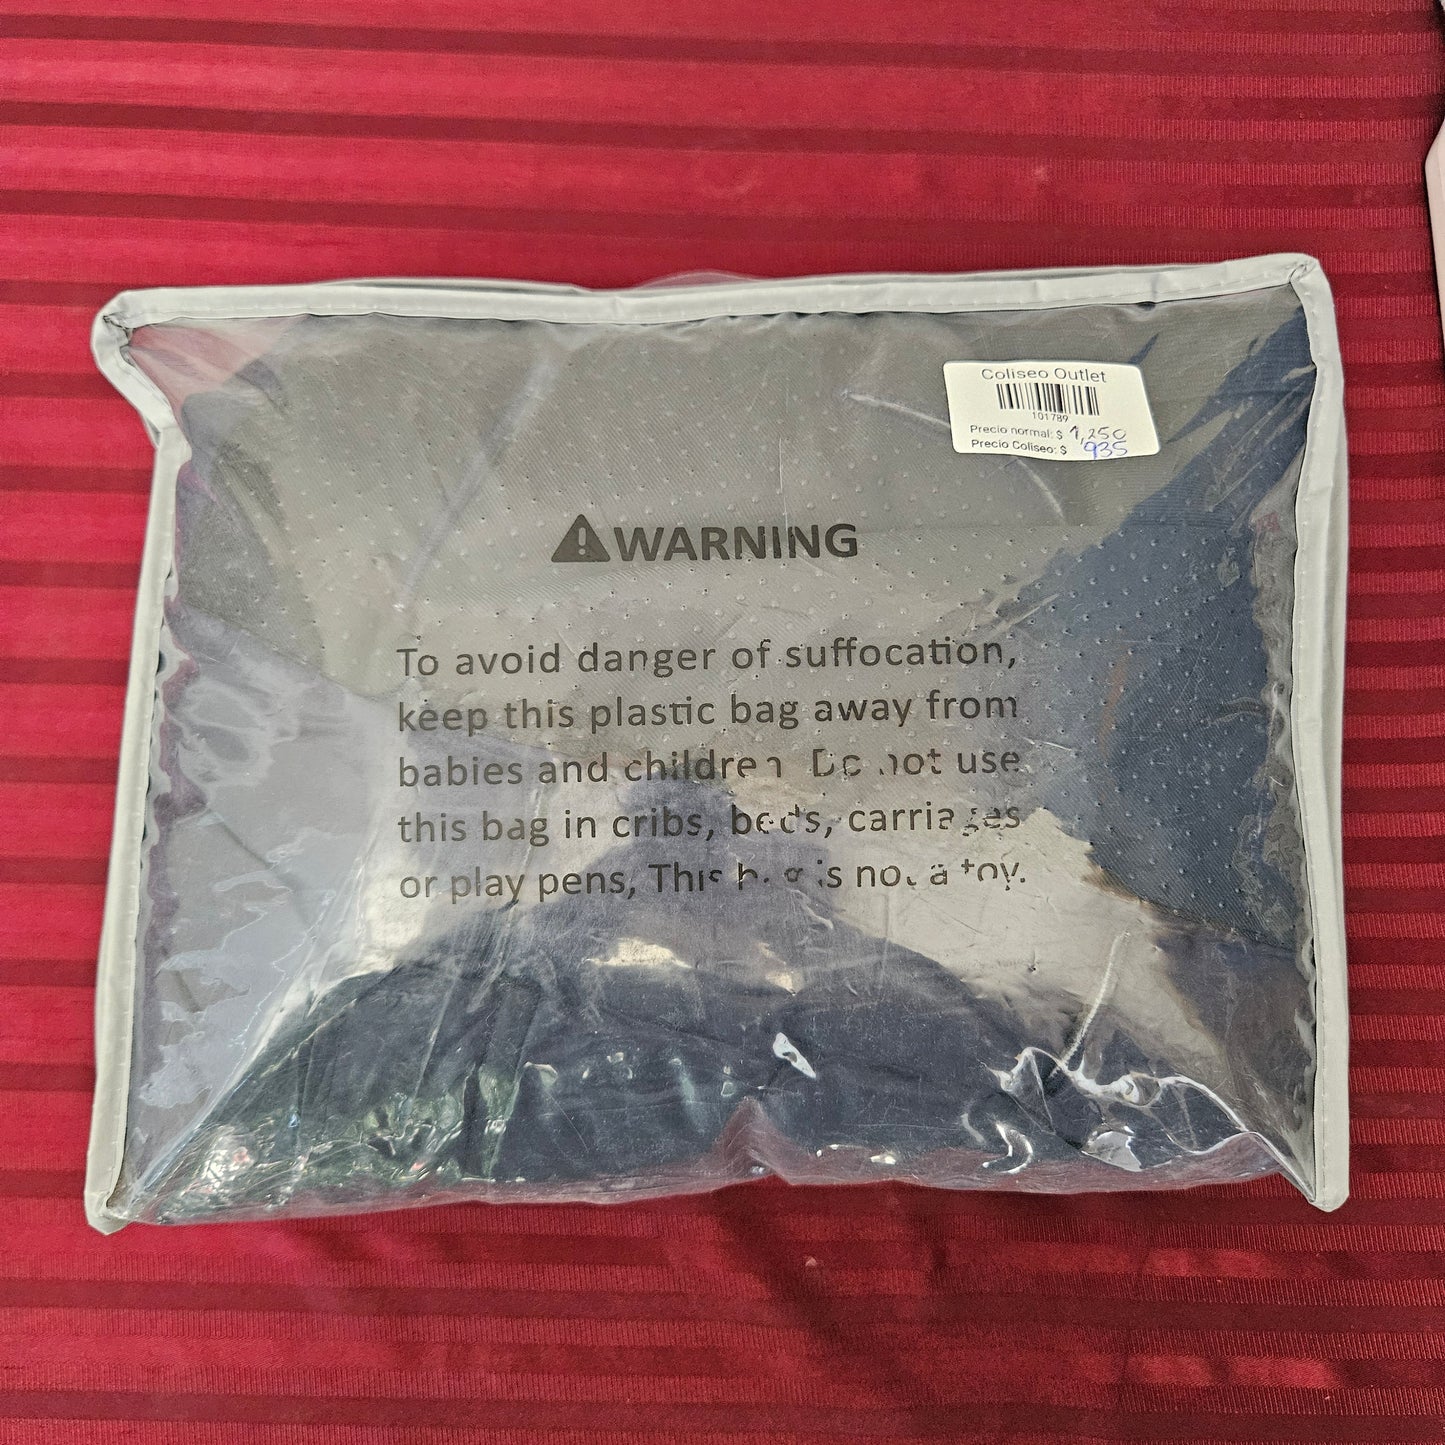 Coliseo Outlet
101789
Precio normal: $ 1,250
Precio Coliseo: $ 935
WARNING
To avoid danger of suffocation,
keep this plastic bag away from
babies and children. Do not use
this bag in cribs, beds, carriages
or play pens, This bag is not a toy.